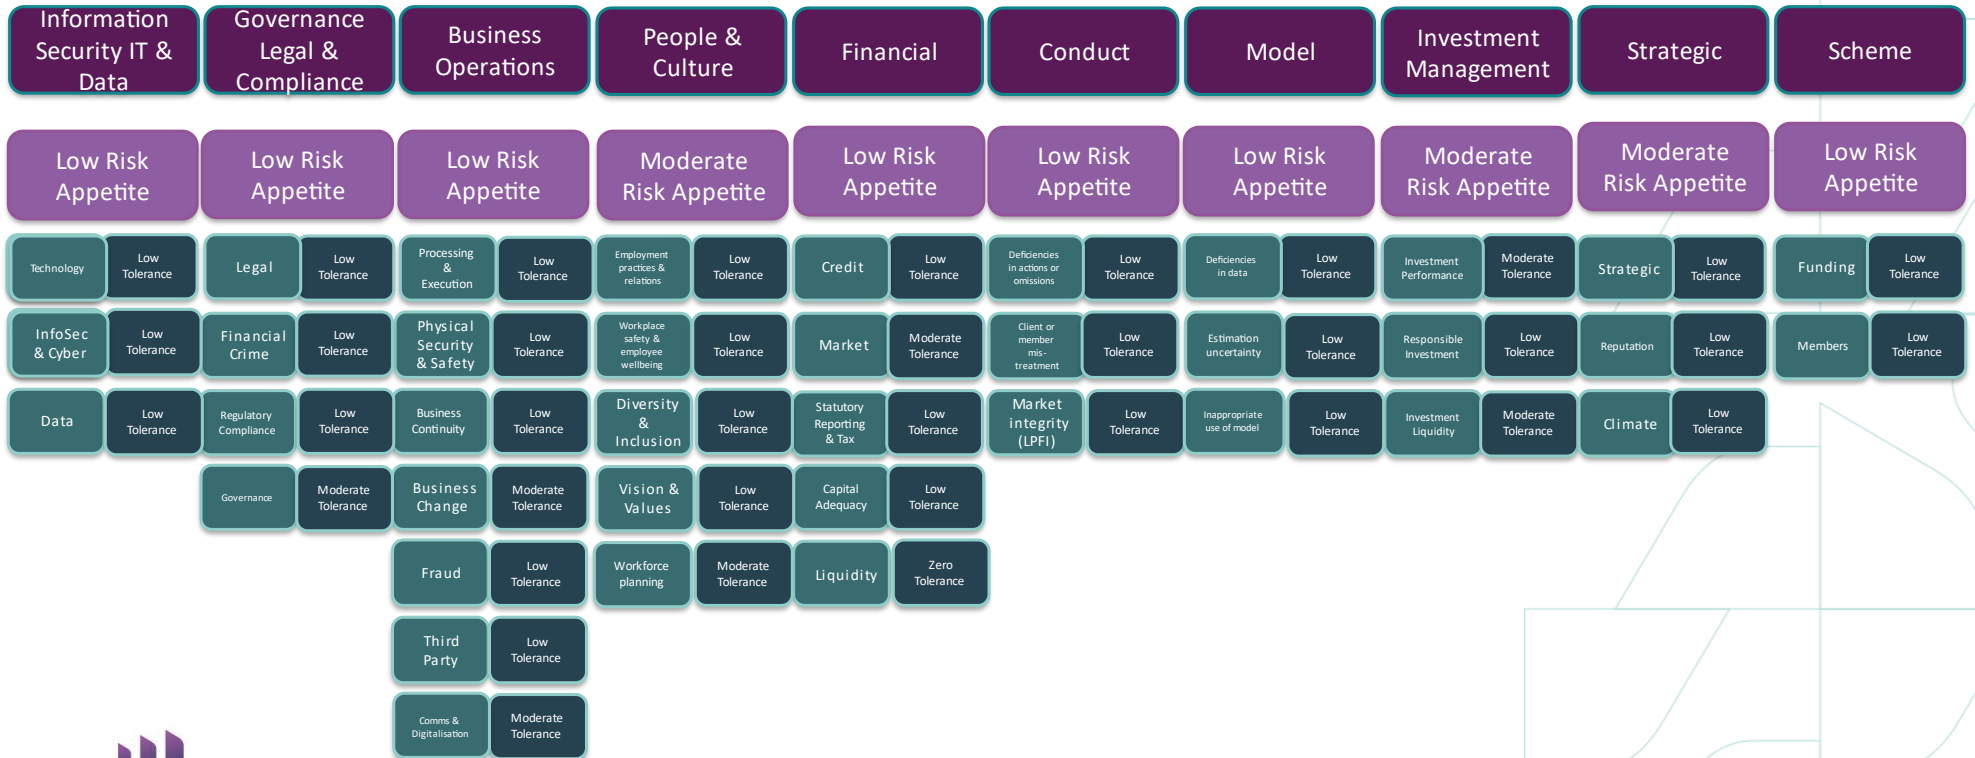 Information
Security IT &
Data
Governance
Legal &
Compliance
Business
Operations
People &
Culture
Financial
Conduct
Model
Investment
Management
Strategic
Scheme
Low Risk
Appetite
Low Risk
Appetite
Low Risk
Appetite
Moderate
Risk Appetite
Low Risk
Appetite
Low Risk
Appetite
Low Risk
Appetite
Moderate
Risk Appetite
Moderate
Risk Appetite
Low Risk
Appetite
Technology
Low
Tolerance
Legal
Low
Tolerance
Processing
&
Execution
Low
Tolerance
Employment
practices &
relations
Low
Tolerance
Credit
Low
Tolerance
Deficiencies
in actions or
omissions
Low
Tolerance
Deficiencies
in data
Low
Tolerance
Investment
Performance
Moderate
Tolerance
Strategic
Low
Tolerance
Funding
Low
Tolerance
InfoSec
& Cyber
Low
Tolerance
Financial
Crime
Low
Tolerance
Physical
Security
& Safety
Low
Tolerance
Workplace
safety &
employee
wellbeing
Low
Tolerance
Market
Moderate
Tolerance
Client or
member
mis-
treatment
Low
Tolerance
Estimation
uncertainty
Low
Tolerance
Responsible
Investment
Low
Tolerance
Reputation
Low
Tolerance
Members
Low
Tolerance
Data
Low
Tolerance
Regulatory
Compliance
Low
Tolerance
Business
Continuity
Low
Tolerance
Diversity
&
Inclusion
Low
Tolerance
Statutory
Reporting
& Tax
Low
Tolerance
Market
integrity
(LPFI)
Low
Tolerance
Inappropriate
use of model
Low
Tolerance
Investment
Liquidity
Moderate
Tolerance
Climate
Low
Tolerance
Governance
Moderate
Tolerance
Business
Change
Moderate
Tolerance
Vision &
Values
Low
Tolerance
Capital
Adequacy
Low
Tolerance
Fraud
Low
Tolerance
Workforce
planning
Moderate
Tolerance
Liquidity
Zero
Tolerance
Third
Party
Low
Tolerance
Comms &
Digitalisation
Moderate
Tolerance